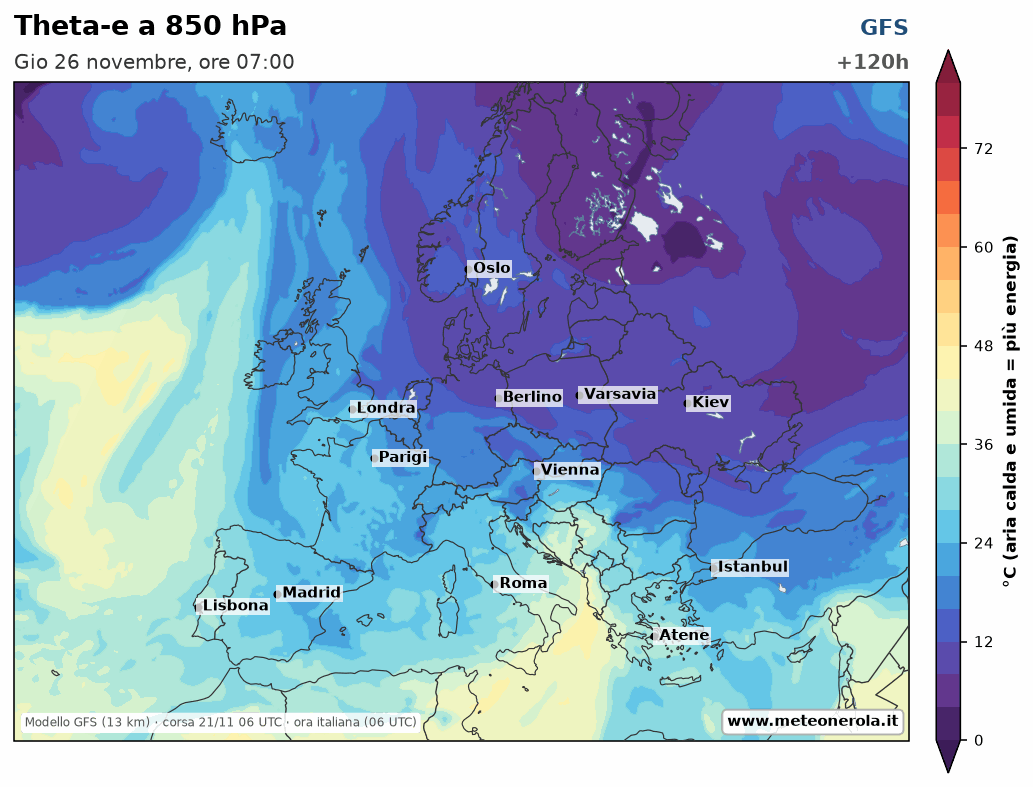 Theta-e a 850 hPa
GFS
Gio 26 novembre, ore 07:00
+120h
72
60
48
36
24
12
0
°C (aria calda e umida = più energia)
Oslo
Berlino
Varsavia
Kiev
Londra
Parigi
Vienna
Istanbul
Roma
Madrid
Lisbona
Atene
Modello GFS (13 km) · corsa 21/11 06 UTC · ora italiana (06 UTC)
www.meteonerola.it